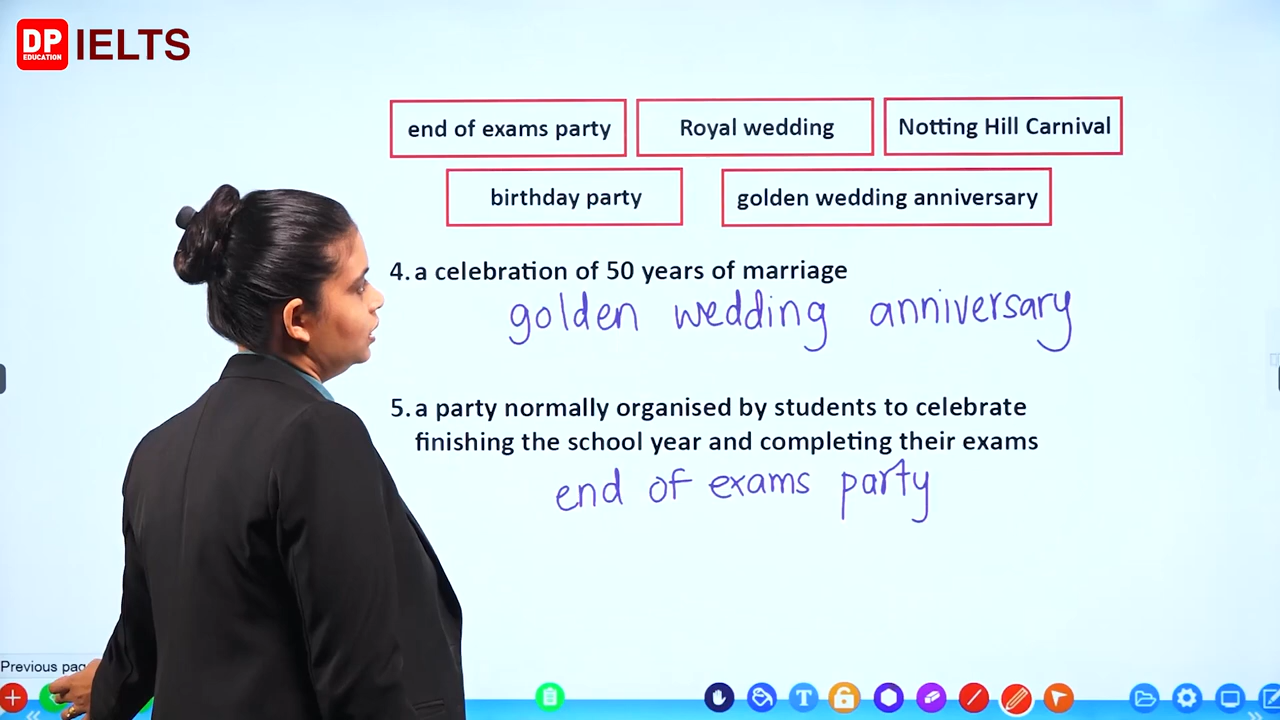 DP
EDUCATION
IELTS
end of exams party
Royal wedding
Notting Hill Carnival
birthday party
golden wedding anniversary
4. a celebration of 50 years of marriage
golden wedding anniversary
5. a party normally organised by students to celebrate
finishing the school year and completing their exams
end of exams party
Previous pag
T